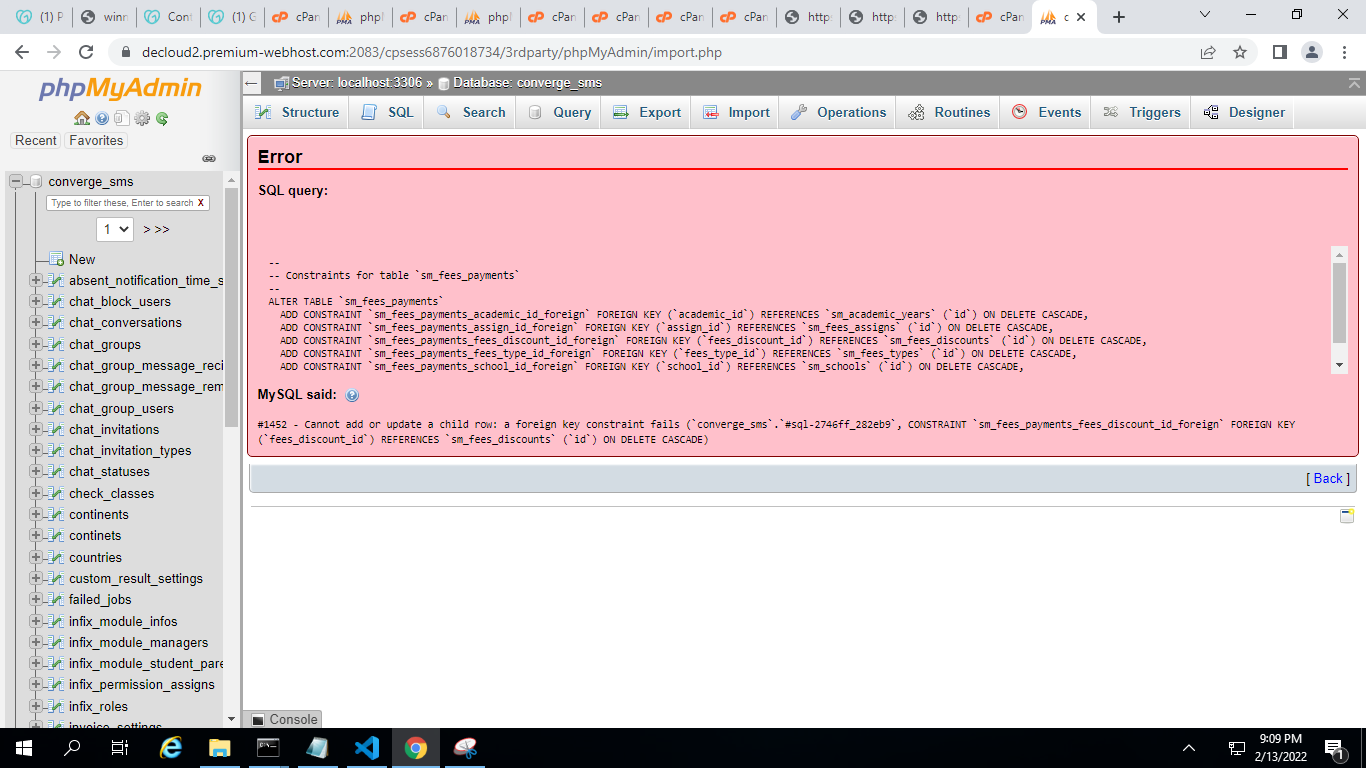 (1) P
winn
Cont
(1) G
cPan
phpM
cPan
phpM
cPan
cPan
cPan
cPan
https
https
https
cPan
c
decloud2.premium-webhost.com:2083/cpsess6876018734/3rdparty/phpMyAdmin/import.php
phpMyAdmin
Recent Favorites
converge_sms
Type to filter these, Enter to search X
1 > >>
New
absent_notification_time_s
chat_block_users
chat_conversations
chat_groups
chat_group_message_reci
chat_group_message_rem
chat_group_users
chat_invitations
chat_invitation_types
chat_statuses
check_classes
continents
continets
countries
custom_result_settings
failed_jobs
infix_module_infos
infix_module_managers
infix_module_student_pare
infix_permission_assigns
infix_roles
invoice_settings
Server: localhost:3306 » Database: converge_sms
Structure SQL Search Query Export Import Operations Routines Events Triggers Designer
Error
SQL query:
--
-- Constraints for table `sm_fees_payments`
--
ALTER TABLE `sm_fees_payments`
ADD CONSTRAINT `sm_fees_payments_academic_id_foreign` FOREIGN KEY (`academic_id`) REFERENCES `sm_academic_years` (`id`) ON DELETE CASCADE,
ADD CONSTRAINT `sm_fees_payments_assign_id_foreign` FOREIGN KEY (`assign_id`) REFERENCES `sm_fees_assigns` (`id`) ON DELETE CASCADE,
ADD CONSTRAINT `sm_fees_payments_fees_discount_id_foreign` FOREIGN KEY (`fees_discount_id`) REFERENCES `sm_fees_discounts` (`id`) ON DELETE CASCADE,
ADD CONSTRAINT `sm_fees_payments_fees_type_id_foreign` FOREIGN KEY (`fees_type_id`) REFERENCES `sm_fees_types` (`id`) ON DELETE CASCADE,
ADD CONSTRAINT `sm_fees_payments_school_id_foreign` FOREIGN KEY (`school_id`) REFERENCES `sm_schools` (`id`) ON DELETE CASCADE,
MySQL said:
#1452 - Cannot add or update a child row: a foreign key constraint fails (`converge_sms`.`#sql-2746ff_282eb9`, CONSTRAINT `sm_fees_payments_fees_discount_id_foreign` FOREIGN KEY
(`fees_discount_id`) REFERENCES `sm_fees_discounts` (`id`) ON DELETE CASCADE)
[ Back ]
Console
9:09 PM
2/13/2022
1